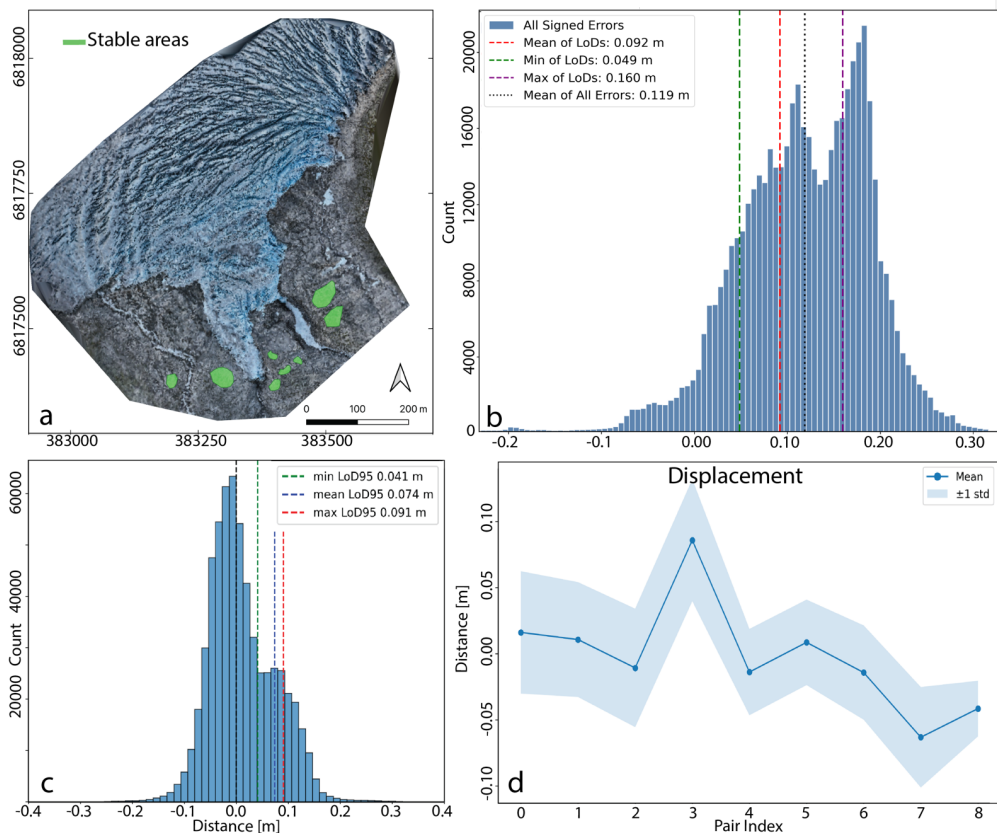 Stable areas
6818000
6817750
6817500
3883000
3883250
3883500
0 100 200 m
a
All Signed Errors
Mean of LoDs: 0.092 m
Min of LoDs: 0.049 m
Max of LoDs: 0.160 m
Mean of All Errors: 0.119 m
Count
20000
16000
12000
8000
4000
0
-0.2 -0.1 0.00 0.10 0.20 0.30
b
min LoD95 0.041 m
mean LoD95 0.074 m
max LoD95 0.091 m
Count
60000
40000
20000
0
-0.4 -0.3 -0.2 -0.1 0.0 0.1 0.2 0.3 0.4
Distance [m]
c
Displacement
Mean
±1 std
Distance [m]
0.10
0.05
0.00
-0.05
-0.10
0 1 2 3 4 5 6 7 8
Pair Index
d